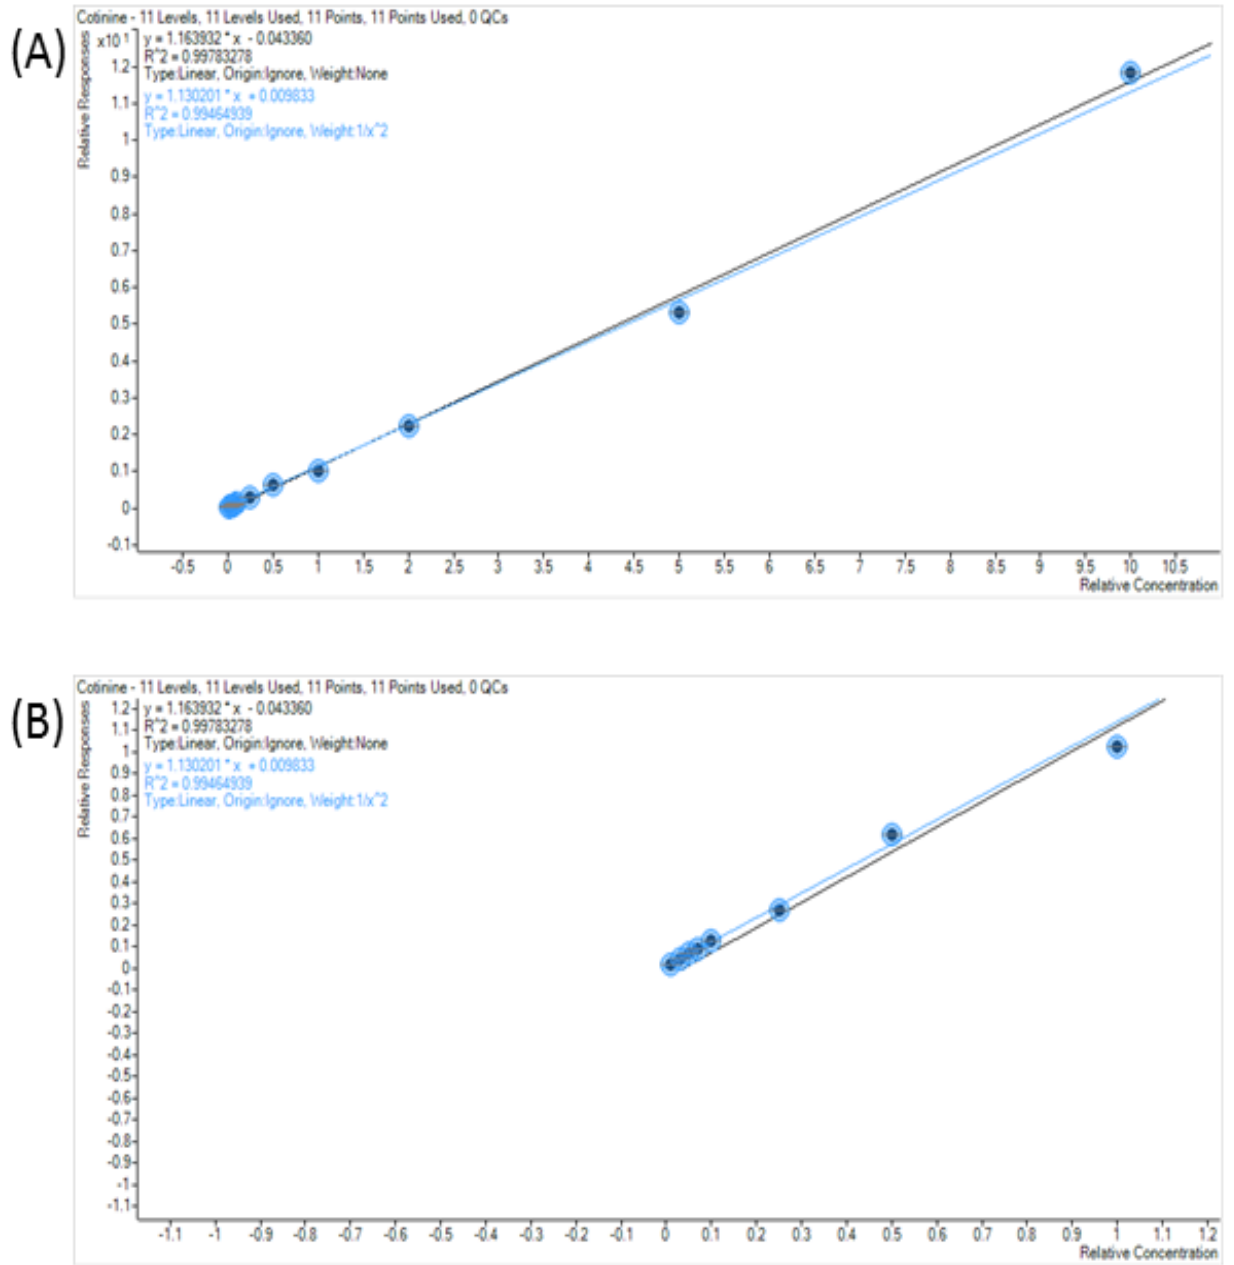 (A)
Cotinine - 11 Levels, 11 Levels Used, 11 Points, 11 Points Used, 0 QCs
Relative Responses
x10 1
y = 1.163932 * x - 0.043360
R^2 = 0.99783278
Type:Linear, Origin:Ignore, Weight:None
y = 1.130201 * x + 0.009833
R^2 = 0.99464939
Type:Linear, Origin:Ignore, Weight:1/x^2
1.2
1.1
1
0.9
0.8
0.7
0.6
0.5
0.4
0.3
0.2
0.1
0
-0.1
-0.5 0 0.5 1 1.5 2 2.5 3 3.5 4 4.5 5 5.5 6 6.5 7 7.5 8 8.5 9 9.5 10 10.5
Relative Concentration
(B)
Cotinine - 11 Levels, 11 Levels Used, 11 Points, 11 Points Used, 0 QCs
Relative Responses
y = 1.163932 * x - 0.043360
R^2 = 0.99783278
Type:Linear, Origin:Ignore, Weight:None
y = 1.130201 * x + 0.009833
R^2 = 0.99464939
Type:Linear, Origin:Ignore, Weight:1/x^2
1.2
1.1
1
0.9
0.8
0.7
0.6
0.5
0.4
0.3
0.2
0.1
0
-0.1
-0.2
-0.3
-0.4
-0.5
-0.6
-0.7
-0.8
-0.9
-1
-1.1
-1.1 -1 -0.9 -0.8 -0.7 -0.6 -0.5 -0.4 -0.3 -0.2 -0.1 0 0.1 0.2 0.3 0.4 0.5 0.6 0.7 0.8 0.9 1 1.1 1.2
Relative Concentration